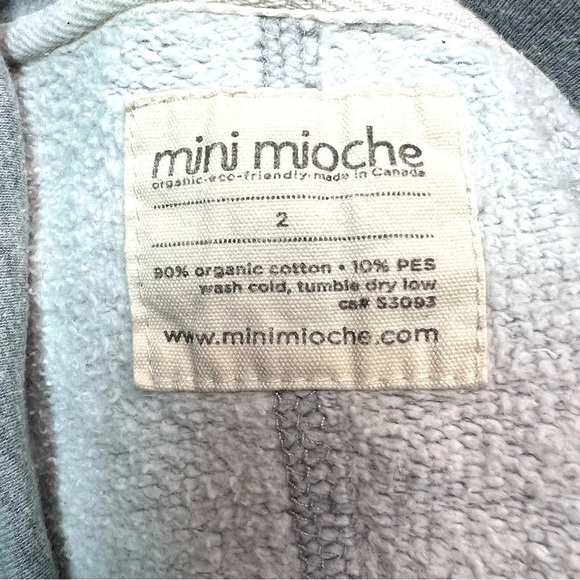 mini mioche
organic•eco-friendly•made in Canada
2
90% organic cotton • 10% PES
wash cold, tumble dry low
ca# 53093
www.minimioche.com